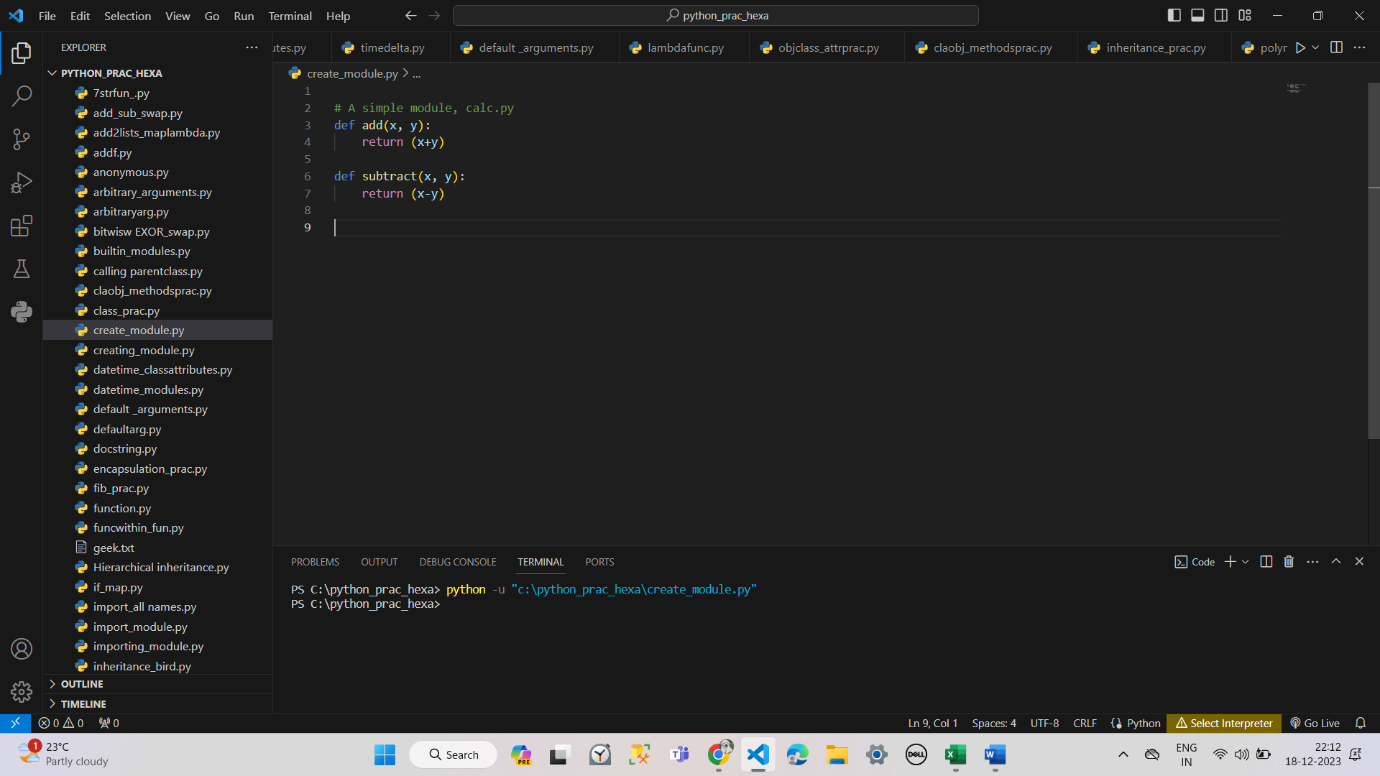 File Edit Selection View Go Run Terminal Help
python_prac_hexa
EXPLORER
PYTHON_PRAC_HEXA
7strfun_.py
add_sub_swap.py
add2lists_maplambda.py
addf.py
anonymous.py
arbitrary_arguments.py
arbitraryarg.py
bitwisw EXOR_swap.py
builtin_modules.py
calling parentclass.py
claobj_methodsprac.py
class_prac.py
create_module.py
creating_module.py
datetime_classattributes.py
datetime_modules.py
default _arguments.py
defaultarg.py
docstring.py
encapsulation_prac.py
fib_prac.py
function.py
funcwithin_fun.py
geek.txt
Hierarchical inheritance.py
if_map.py
import_all names.py
import_module.py
importing_module.py
inheritance_bird.py
OUTLINE
TIMELINE
utes.py timedelta.py default _arguments.py lambdafunc.py objclass_attrprac.py claobj_methodsprac.py inheritance_prac.py polyr
create_module.py > ...
1
2 # A simple module, calc.py
3 def add(x, y):
4 return (x+y)
5
6 def subtract(x, y):
7 return (x-y)
8
9
PROBLEMS OUTPUT DEBUG CONSOLE TERMINAL PORTS
Code
PS C:\python_prac_hexa> python -u "c:\python_prac_hexa\create_module.py"
PS C:\python_prac_hexa>
0 0 0
Ln 9, Col 1 Spaces: 4 UTF-8 CRLF Python Select Interpreter Go Live
1
23°C
Partly cloudy
Search
PRE
DELL
ENG
IN
22:12
18-12-2023